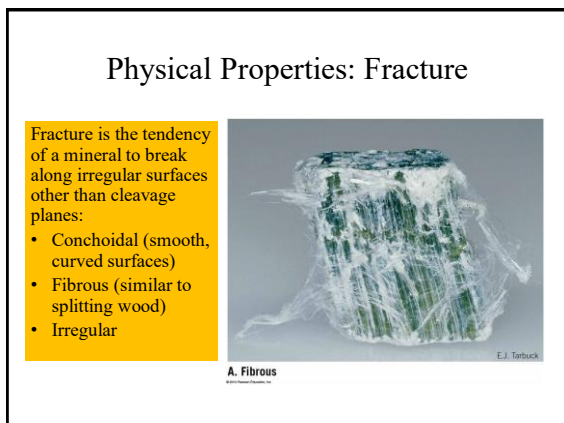 Physical Properties: Fracture
Fracture is the tendency
of a mineral to break
along irregular surfaces
other than cleavage
planes:
• Conchoidal (smooth,
curved surfaces)
• Fibrous (similar to
splitting wood)
• Irregular
E.J. Tarbuck
A. Fibrous